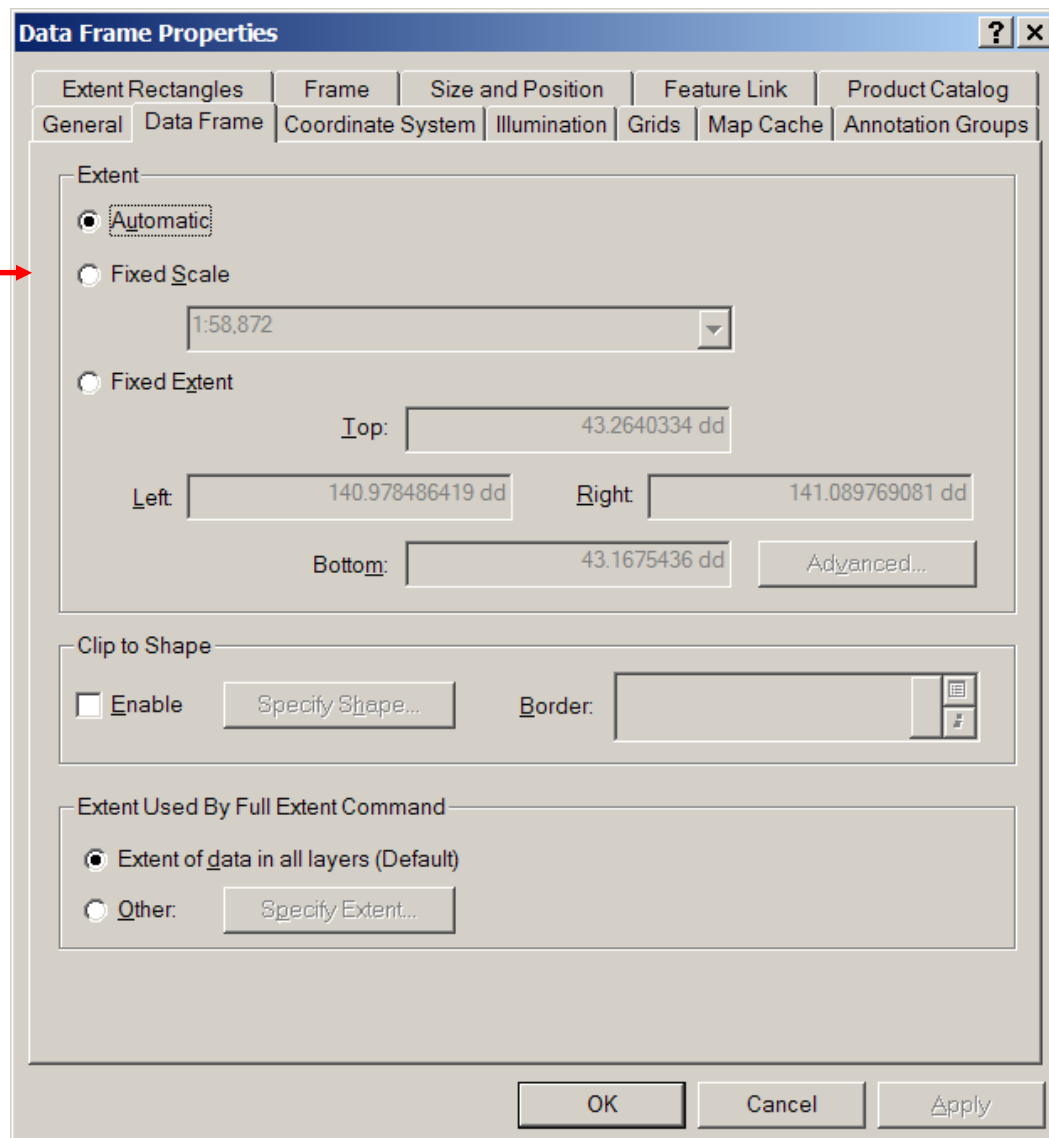 Data Frame Properties
Extent Rectangles Frame Size and Position Feature Link Product Catalog
General Data Frame Coordinate System Illumination Grids Map Cache Annotation Groups
Extent
Automatic
Fixed Scale
1:58,872
Fixed Extent
Top: 43.2640334 dd
Left: 140.978486419 dd Right: 141.089769081 dd
Bottom: 43.1675436 dd Advanced...
Clip to Shape
Enable Specify Shape... Border:
Extent Used By Full Extent Command
Extent of data in all layers (Default)
Other: Specify Extent...
OK Cancel Apply